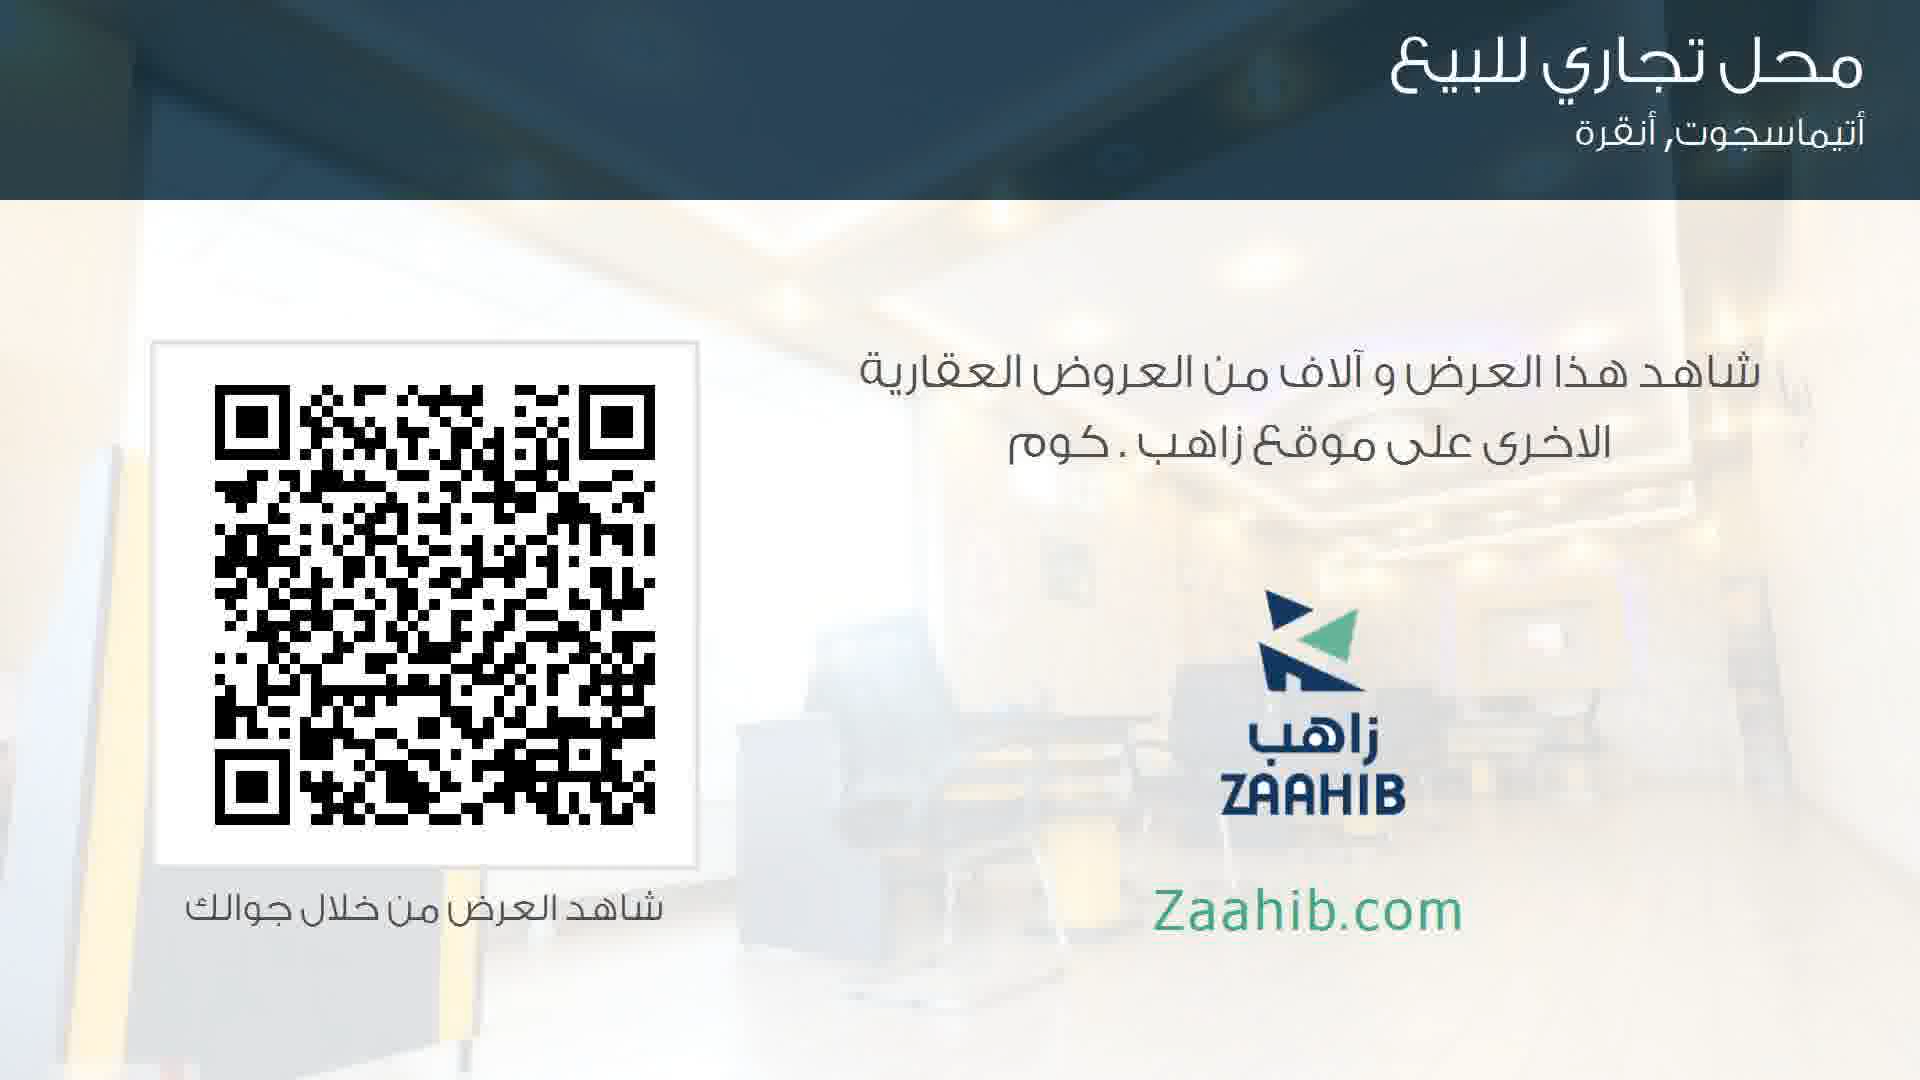 محل تجاري للبيع
أتيماسجوت, أنقرة
شاهد هذا العرض و آلاف من العروض العقارية
الاخرى على موقع زاهب . كوم
زاهب
ZAAHIB
Zaahib.com
شاهد العرض من خلال جوالك